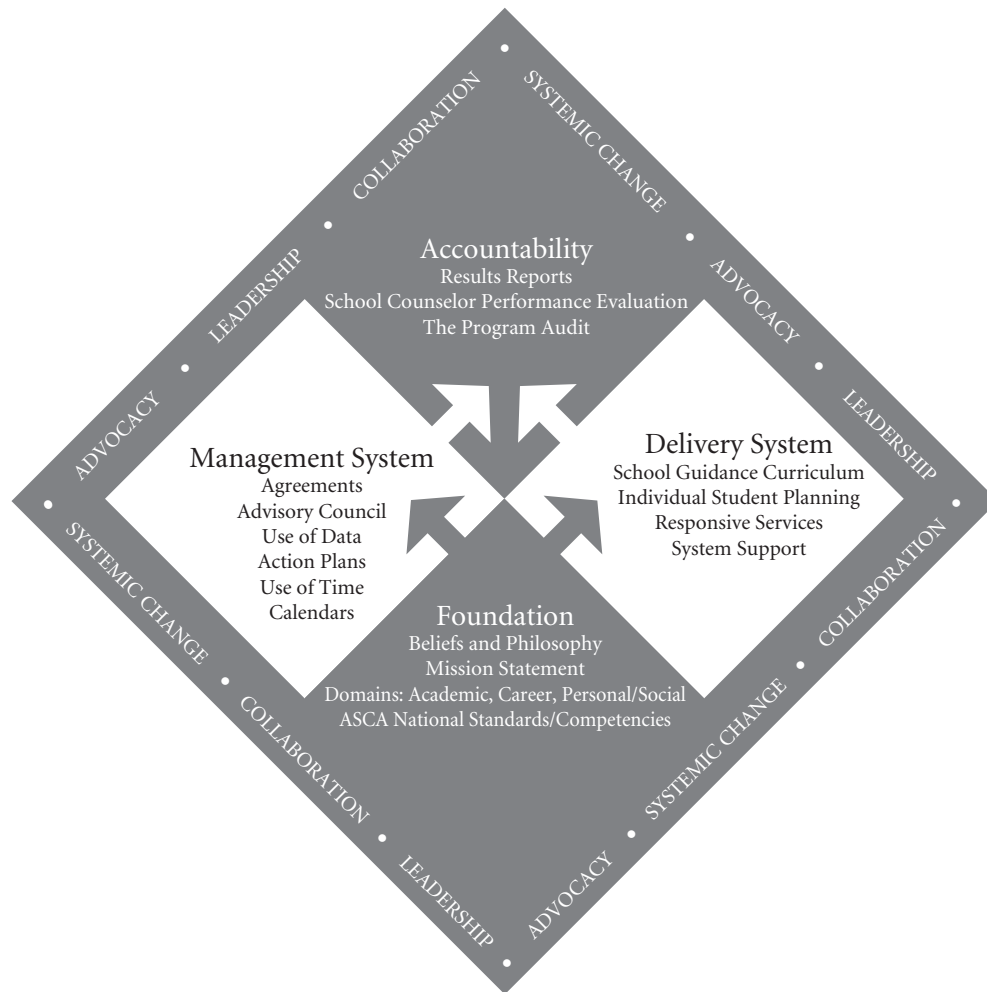 COLLABORATION
SYSTEMIC CHANGE
LEADERSHIP
ADVOCACY
ADVOCACY
LEADERSHIP
Accountability
Results Reports
School Counselor Performance Evaluation
The Program Audit
Management System
Agreements
Advisory Council
Use of Data
Action Plans
Use of Time
Calendars
Delivery System
School Guidance Curriculum
Individual Student Planning
Responsive Services
System Support
Foundation
Beliefs and Philosophy
Mission Statement
Domains: Academic, Career, Personal/Social
ASCA National Standards/Competencies
SYSTEMIC CHANGE
COLLABORATION
COLLABORATION
SYSTEMIC CHANGE
LEADERSHIP
ADVOCACY